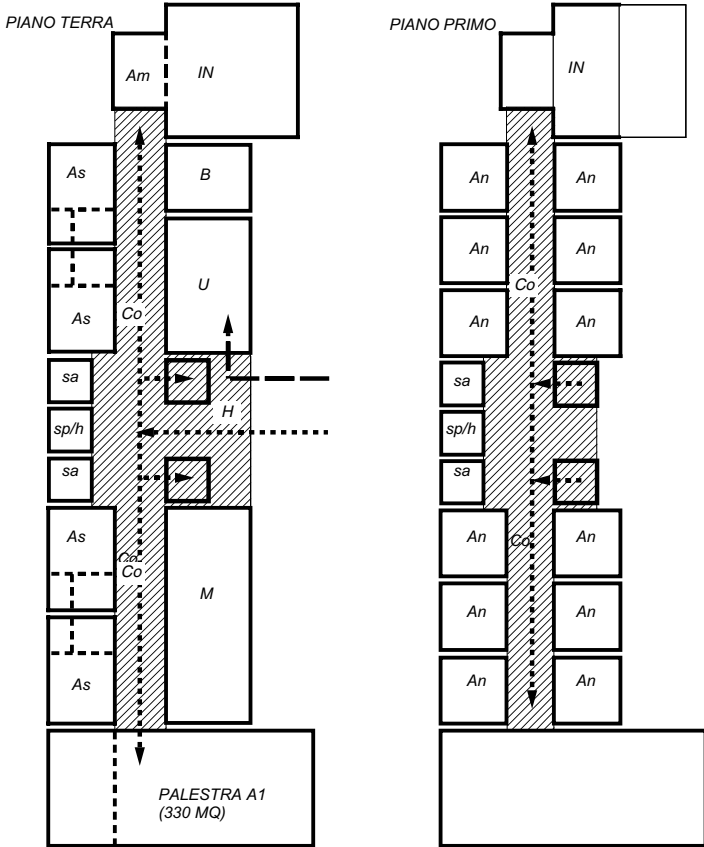 PIANO TERRA
Am
IN
As
B
As
U
Co
sa
sp/h
H
sa
As
Co
Co
M
As
PALESTRA A1
(330 MQ)
PIANO PRIMO
IN
An
An
An
An
Co
An
An
sa
sp/h
sa
An
An
Co
An
An
An
An